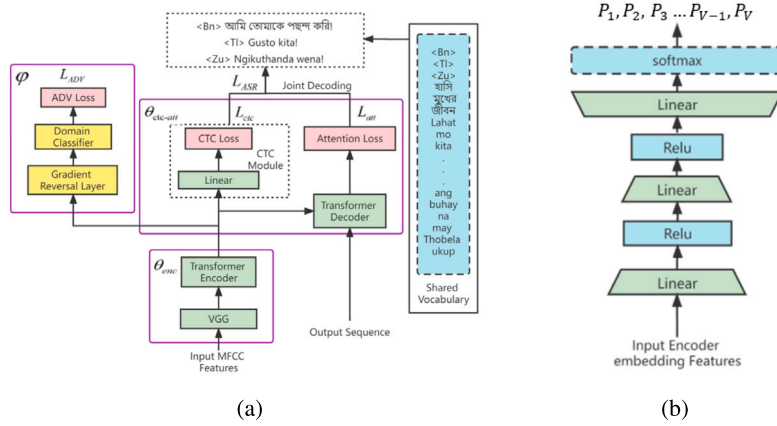 <Bn> আমি তোমাকে পছন্দ করি!
<Tl> Gusto kita!
<Zu> Ngikuthanda wena!
φ
L_ADV
ADV Loss
Domain
Classifier
Gradient
Reversal Layer
L_ASR
Joint Decoding
θ_ctc-att
L_ctc
CTC Loss
CTC
Module
Linear
L_att
Attention Loss
Transformer
Decoder
θ_enc
Transformer
Encoder
VGG
Input MFCC
Features
Output Sequence
<Bn>
<Tl>
<Zu>
হাসি
মুখের
জীবন
Lahat
mo
kita
.
.
.
ang
buhay
na
may
Thobela
ukup
Shared
Vocabulary
(a)
P_1, P_2, P_3 ... P_{V-1}, P_V
softmax
Linear
Relu
Linear
Relu
Linear
Input Encoder
embedding Features
(b)